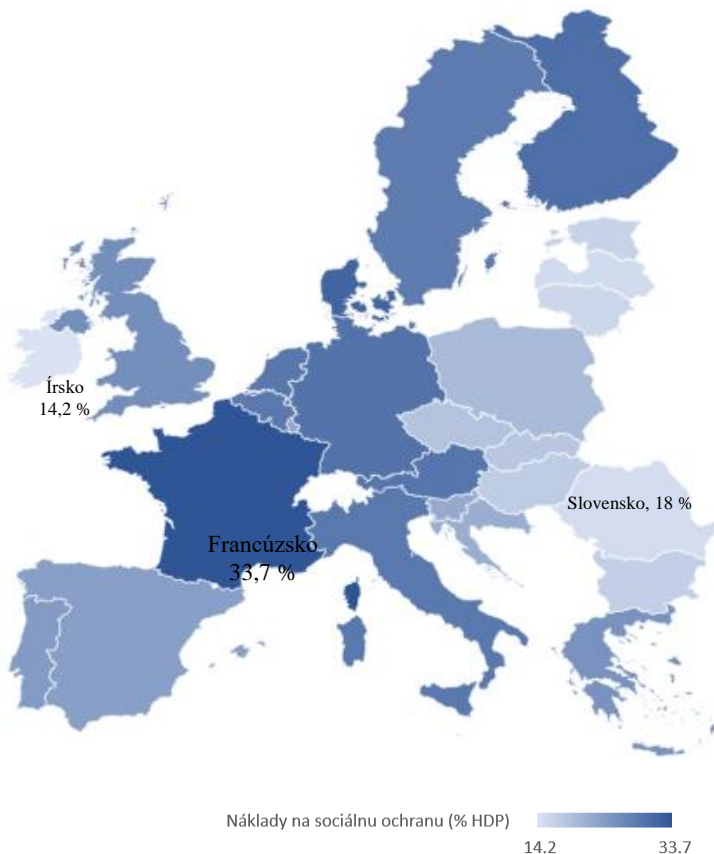 Írsko
14,2 %
Slovensko, 18 %
Francúzsko
33,7 %
Náklady na sociálnu ochranu (% HDP)
14.2 33.7